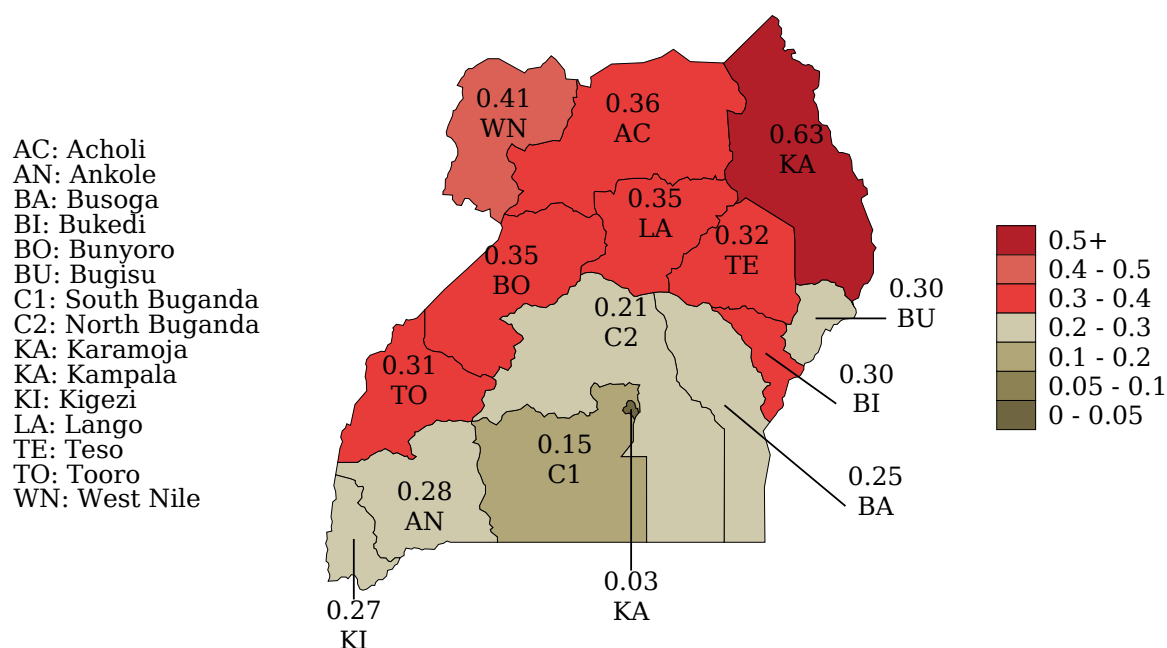 AC: Acholi
AN: Ankole
BA: Busoga
BI: Bukedi
BO: Bunyoro
BU: Bugisu
C1: South Buganda
C2: North Buganda
KA: Karamoja
KA: Kampala
KI: Kigezi
LA: Lango
TE: Teso
TO: Tooro
WN: West Nile
0.41
WN
0.36
AC
0.63
KA
0.35
LA
0.32
TE
0.35
BO
0.30
BU
0.21
C2
0.31
TO
0.30
BI
0.15
C1
0.25
BA
0.28
AN
0.03
KA
0.27
KI
0.5+
0.4 - 0.5
0.3 - 0.4
0.2 - 0.3
0.1 - 0.2
0.05 - 0.1
0 - 0.05